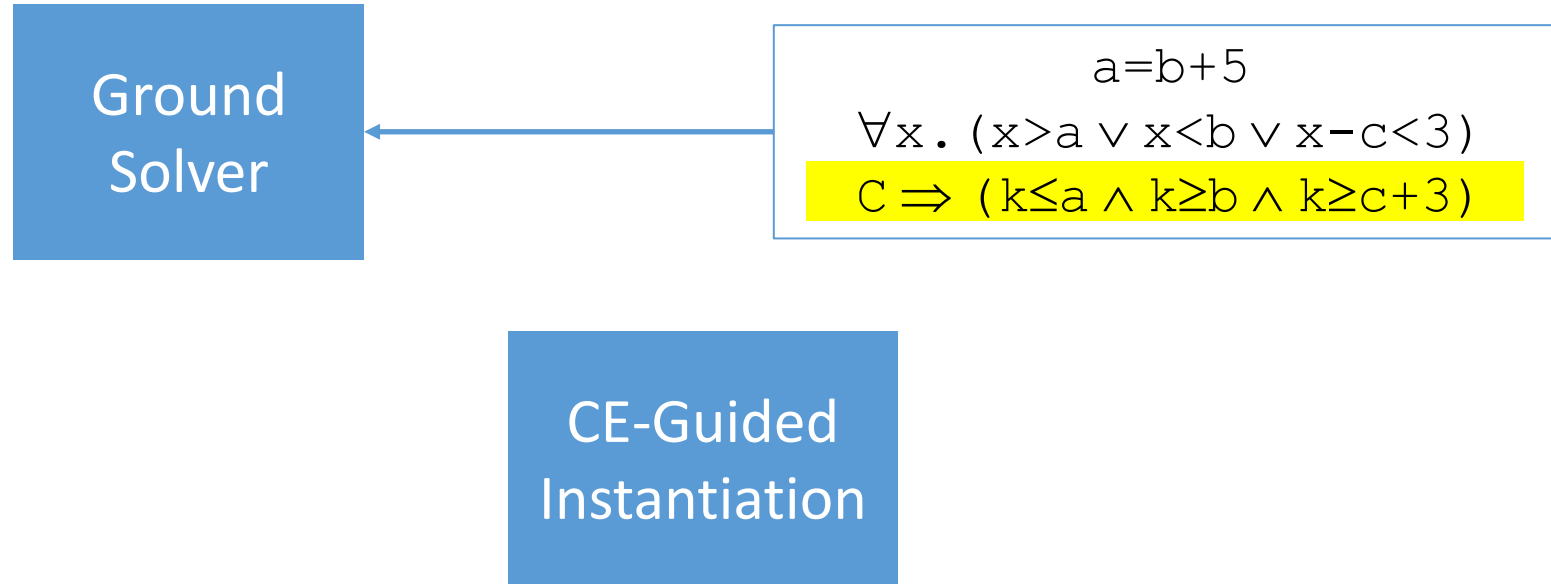 Ground
Solver
a=b+5
∀x.(x>a ∨ x<b ∨ x-c<3)
C ⇒ (k≤a ∧ k≥b ∧ k≥c+3)
CE-Guided
Instantiation